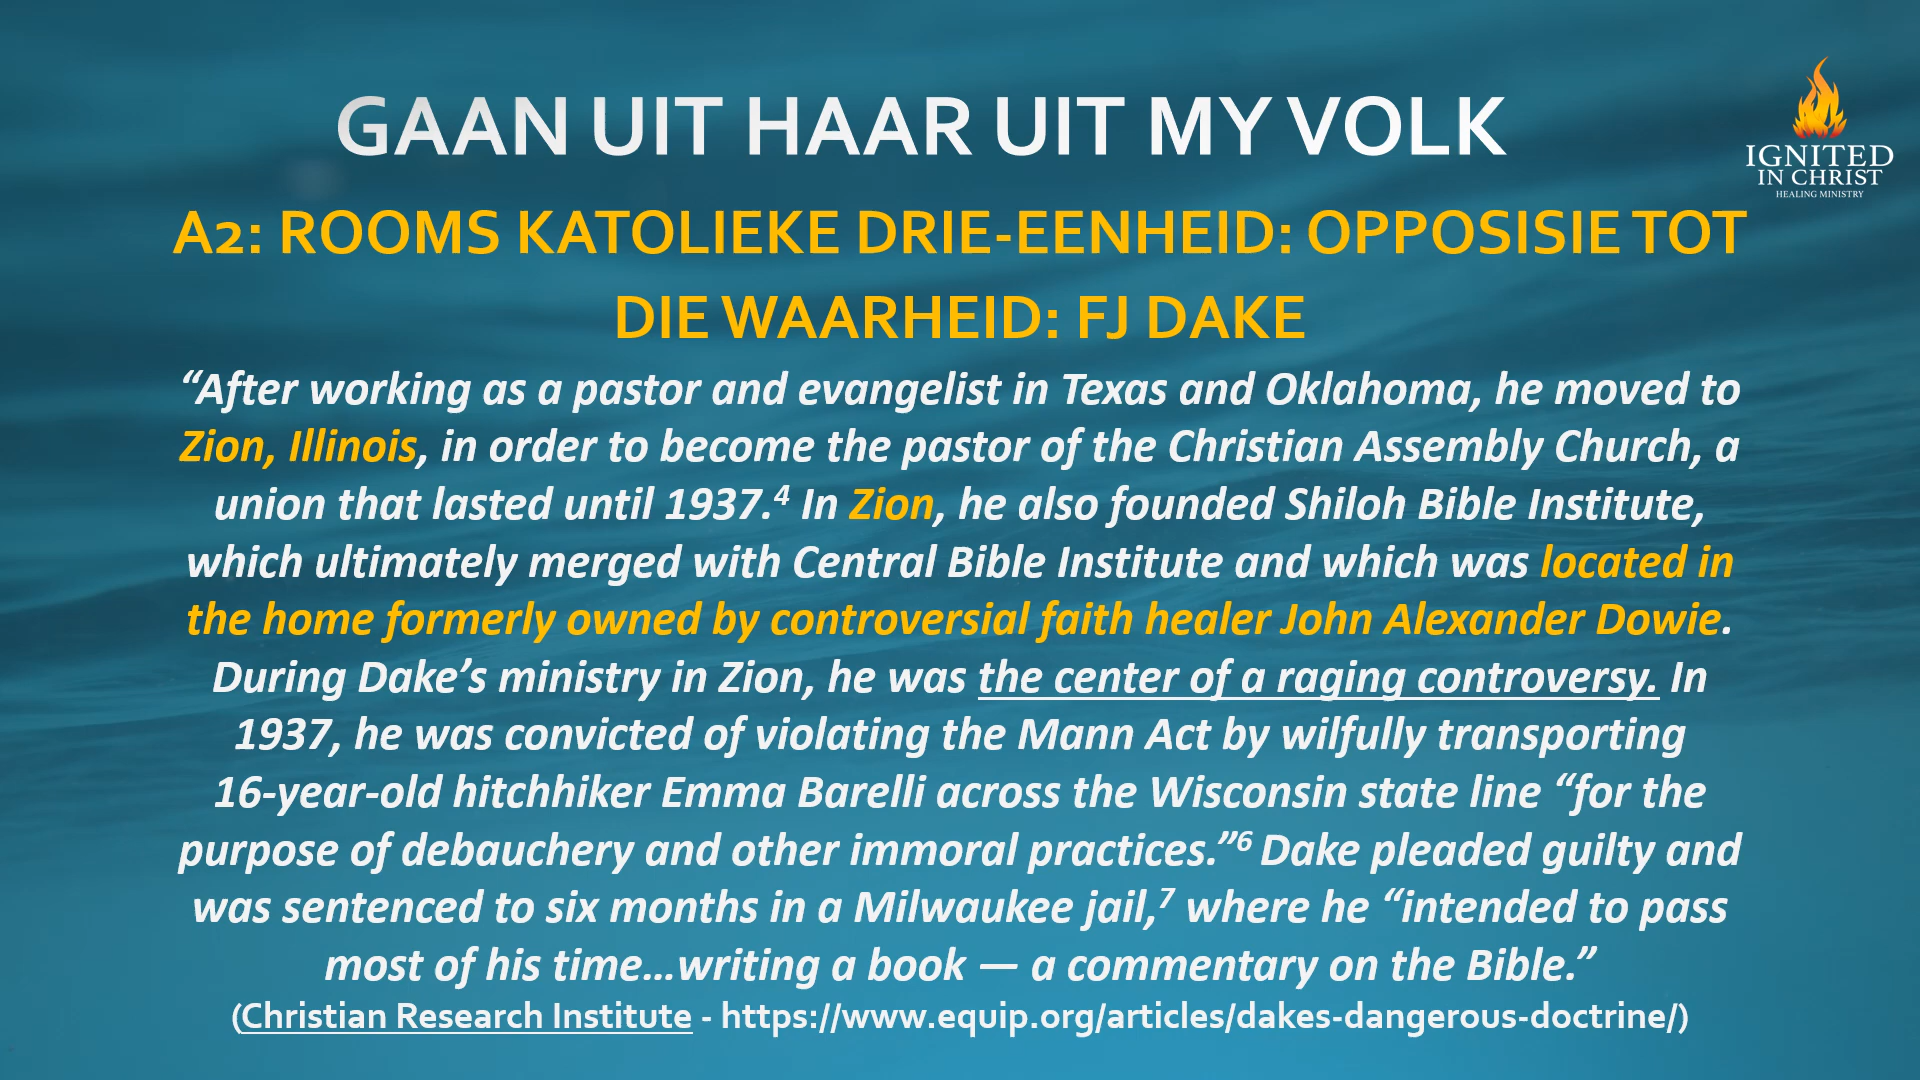 GAAN UIT HAAR UIT MY VOLK
IGNITED
IN CHRIST
HEALING MINISTRY
A2: ROOMS KATOLIEKE DRIE-EENHEID: OPPOSISIE TOT
DIE WAARHEID: FJ DAKE
“After working as a pastor and evangelist in Texas and Oklahoma, he moved to
Zion, Illinois, in order to become the pastor of the Christian Assembly Church, a
union that lasted until 1937.⁴ In Zion, he also founded Shiloh Bible Institute,
which ultimately merged with Central Bible Institute and which was located in
the home formerly owned by controversial faith healer John Alexander Dowie.
During Dake’s ministry in Zion, he was the center of a raging controversy. In
1937, he was convicted of violating the Mann Act by wilfully transporting
16-year-old hitchhiker Emma Barelli across the Wisconsin state line “for the
purpose of debauchery and other immoral practices.”⁶ Dake pleaded guilty and
was sentenced to six months in a Milwaukee jail,⁷ where he “intended to pass
most of his time…writing a book — a commentary on the Bible.”
(Christian Research Institute - https://www.equip.org/articles/dakes-dangerous-doctrine/)